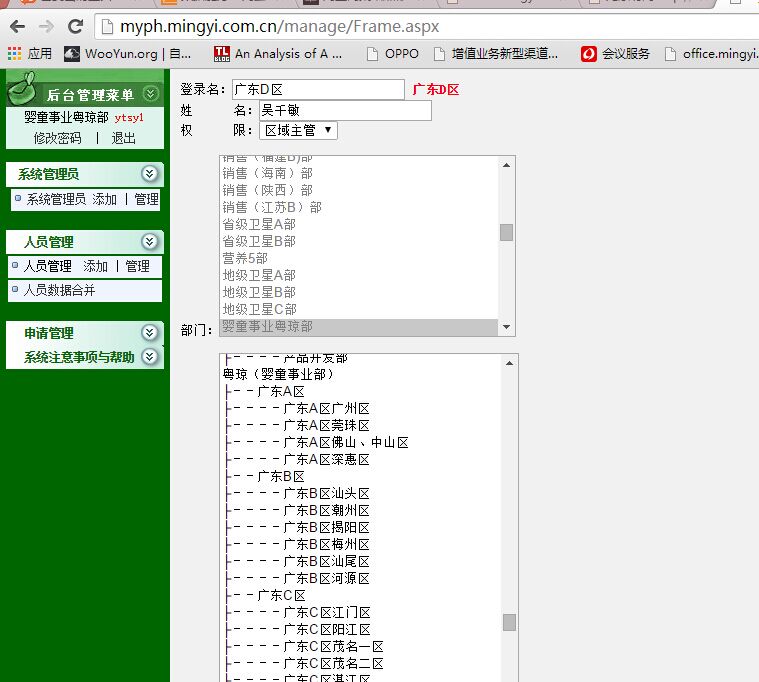 myph.mingyi.com.cn/manage/Frame.aspx
应用 WooYun.org | 自... An Analysis of A ... OPPO 增值业务新型渠道... 会议服务 office.mingyi.
后台管理菜单
婴童事业粤琼部 ytsy1
修改密码 | 退出
系统管理员
系统管理员 添加 | 管理
人员管理
人员管理 添加 | 管理
人员数据合并
申请管理
系统注意事项与帮助
登录名: 广东D区 广东D区
姓 名: 吴千敏
权 限: 区域主管
销售（福建B)部
销售（海南）部
销售（陕西）部
销售（江苏B）部
省级卫星A部
省级卫星B部
营养5部
地级卫星A部
地级卫星B部
地级卫星C部
部门: 婴童事业粤琼部
├－－－－产品开发部
粤琼（婴童事业部）
├－－广东A区
├－－－－广东A区广州区
├－－－－广东A区莞珠区
├－－－－广东A区佛山、中山区
├－－－－广东A区深惠区
├－－广东B区
├－－－－广东B区汕头区
├－－－－广东B区潮州区
├－－－－广东B区揭阳区
├－－－－广东B区梅州区
├－－－－广东B区汕尾区
├－－－－广东B区河源区
├－－广东C区
├－－－－广东C区江门区
├－－－－广东C区阳江区
├－－－－广东C区茂名一区
├－－－－广东C区茂名二区
├－－－－广东C区湛江区